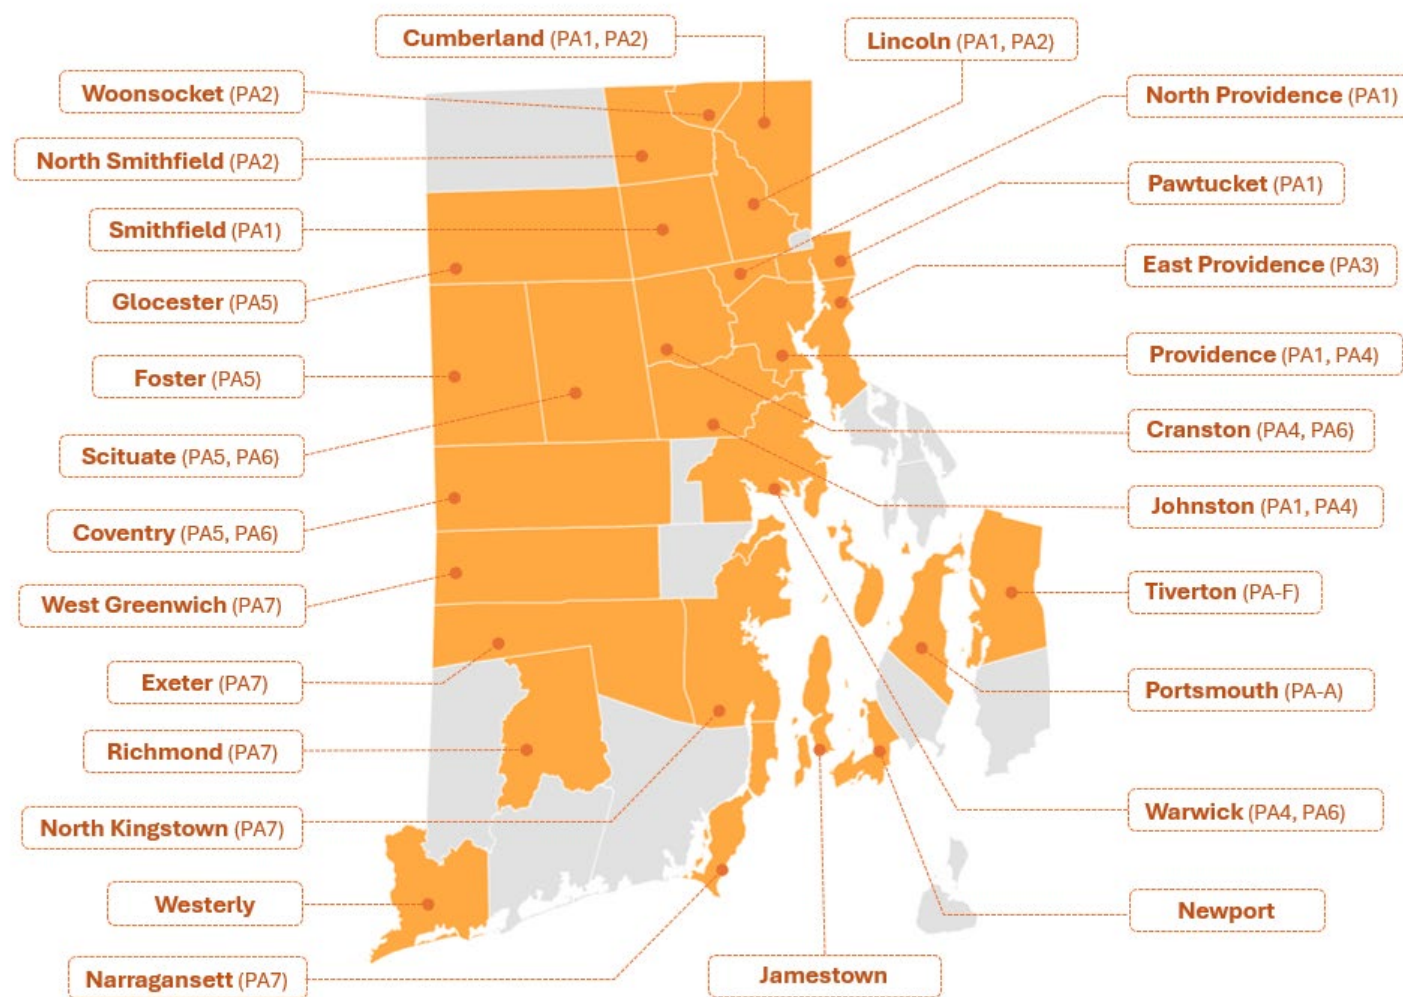 Cumberland (PA1, PA2)
Lincoln (PA1, PA2)
Woonsocket (PA2)
North Providence (PA1)
North Smithfield (PA2)
Pawtucket (PA1)
Smithfield (PA1)
East Providence (PA3)
Glocester (PA5)
Providence (PA1, PA4)
Foster (PA5)
Cranston (PA4, PA6)
Scituate (PA5, PA6)
Johnston (PA1, PA4)
Coventry (PA5, PA6)
Tiverton (PA-F)
West Greenwich (PA7)
Exeter (PA7)
Portsmouth (PA-A)
Richmond (PA7)
Warwick (PA4, PA6)
North Kingstown (PA7)
Westerly
Newport
Narragansett (PA7)
Jamestown